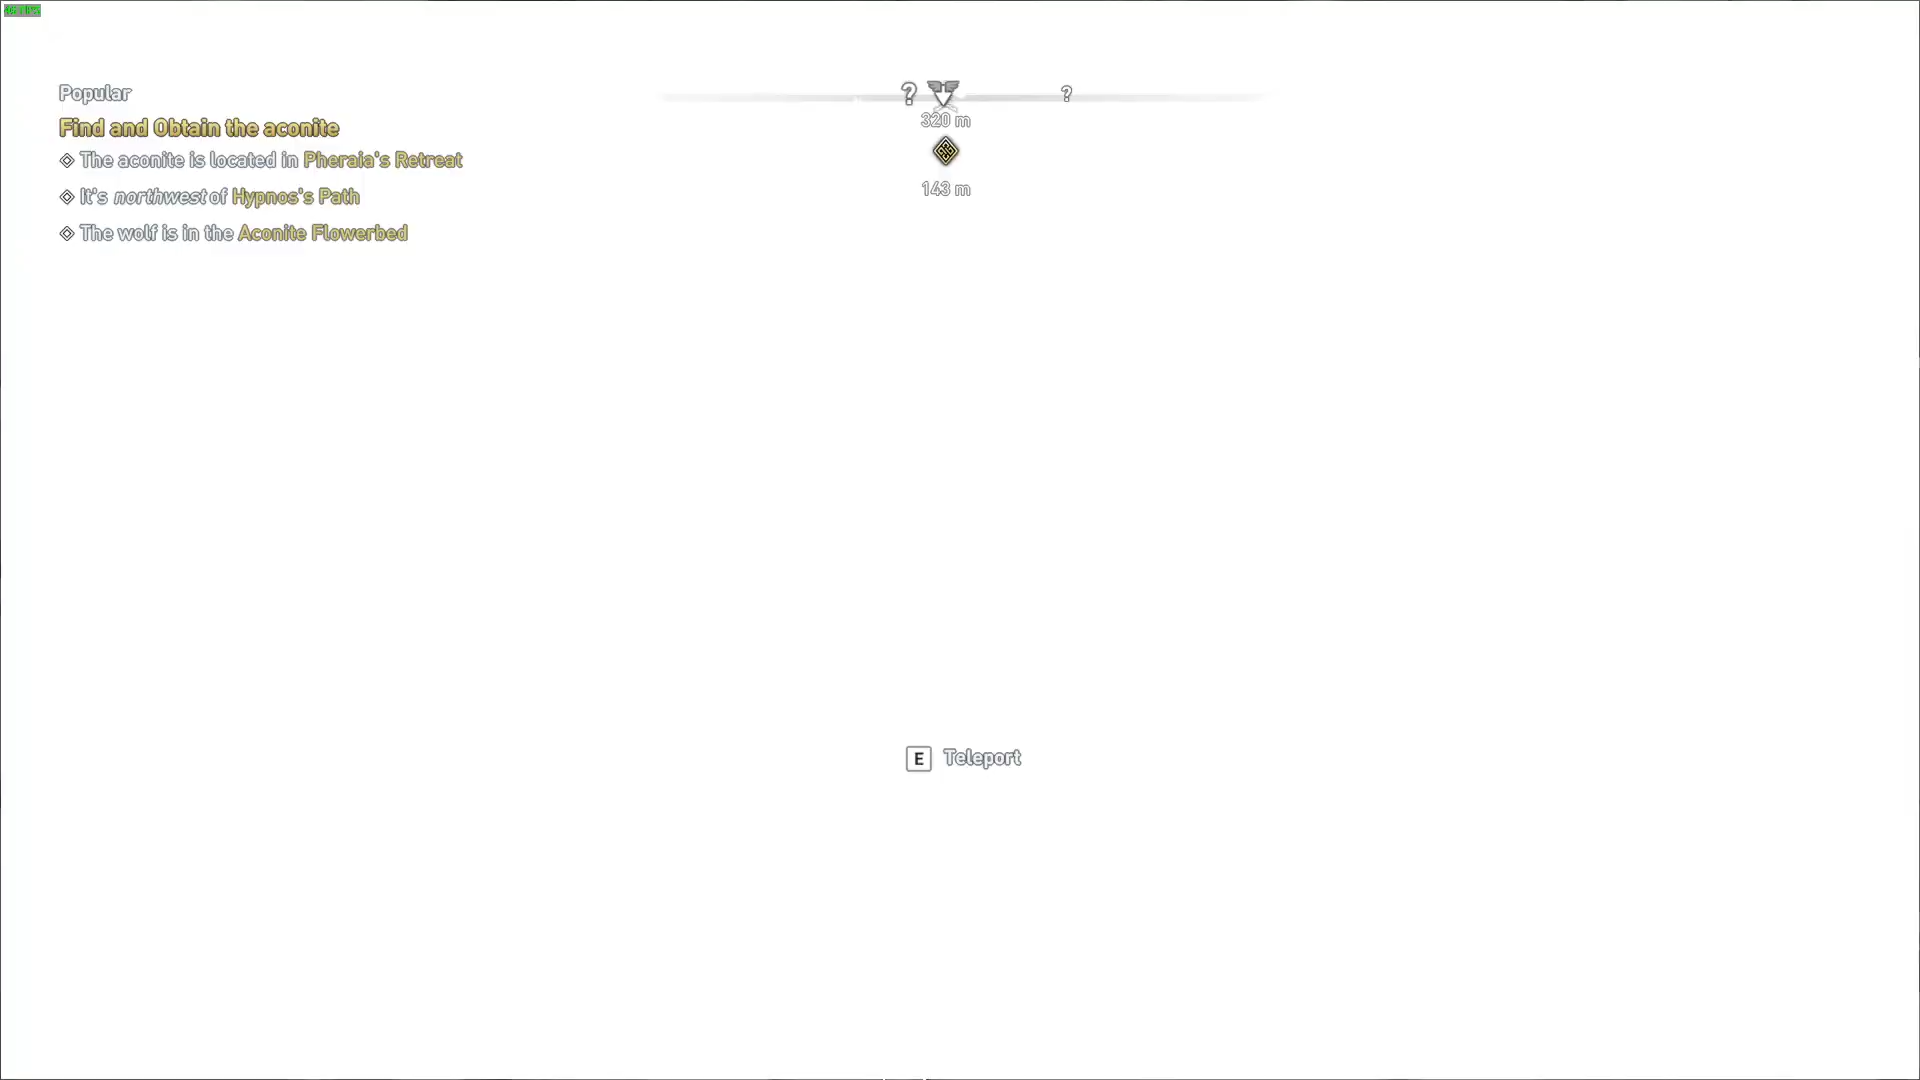 Popular
Find and Obtain the aconite
The aconite is located in Pheraia's Retreat
It's northwest of Hypnos's Path
The wolf is in the Aconite Flowerbed
? ?
320 m
143 m
E Teleport